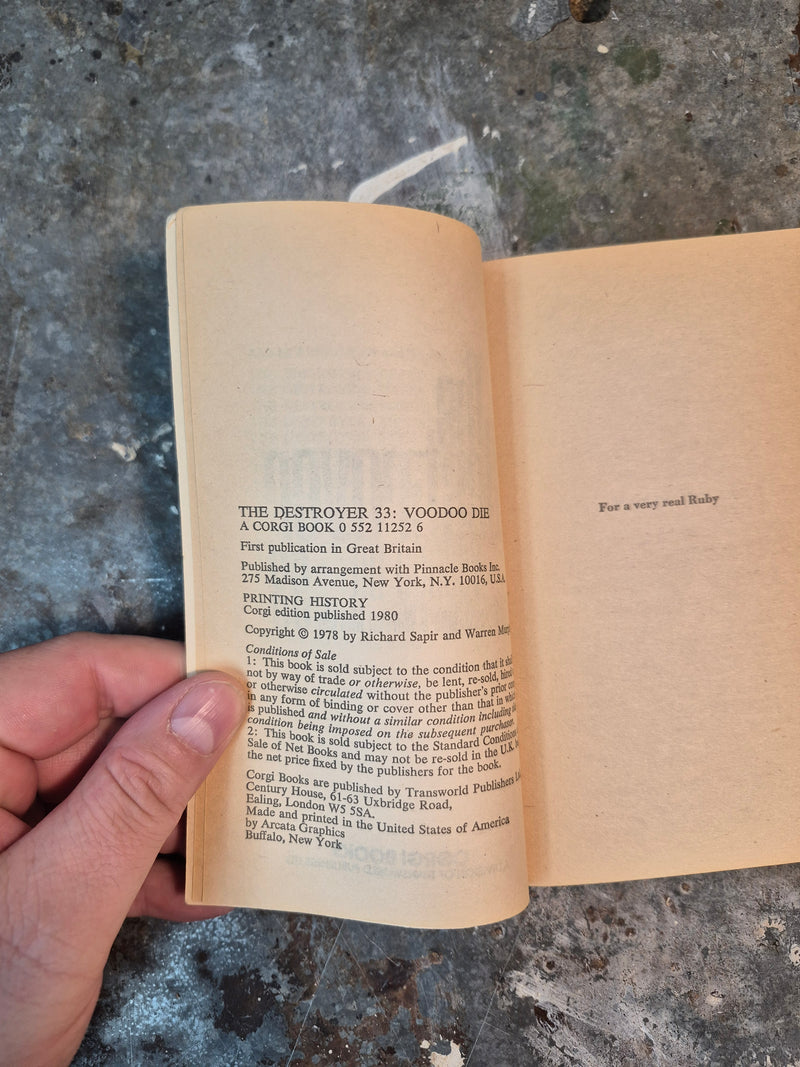 THE DESTROYER 33: VOODOO DIE
A CORGI BOOK 0 552 11252 6
First publication in Great Britain
Published by arrangement with Pinnacle Books Inc.
275 Madison Avenue, New York, N.Y. 10016, U.S.A
PRINTING HISTORY
Corgi edition published 1980
Copyright © 1978 by Richard Sapir and Warren
Conditions of Sale
1: This book is sold subject to the condition that it
not by way of trade or otherwise, be lent, re-sold,
or otherwise circulated without the publisher's prior
in any form of binding or cover other than that in
is published and without a similar condition including
condition being imposed on the subsequent purchaser.
2: This book is sold subject to the Standard Conditions
Sale of Net Books and may not be re-sold in the U.K.
the net price fixed by the publishers for the book.
Corgi Books are published by Transworld Publishers
Century House, 61-63 Uxbridge Road,
Ealing, London W5 5SA.
Made and printed in the United States of America
by Arcata Graphics
Buffalo, New York
For a very real Ruby